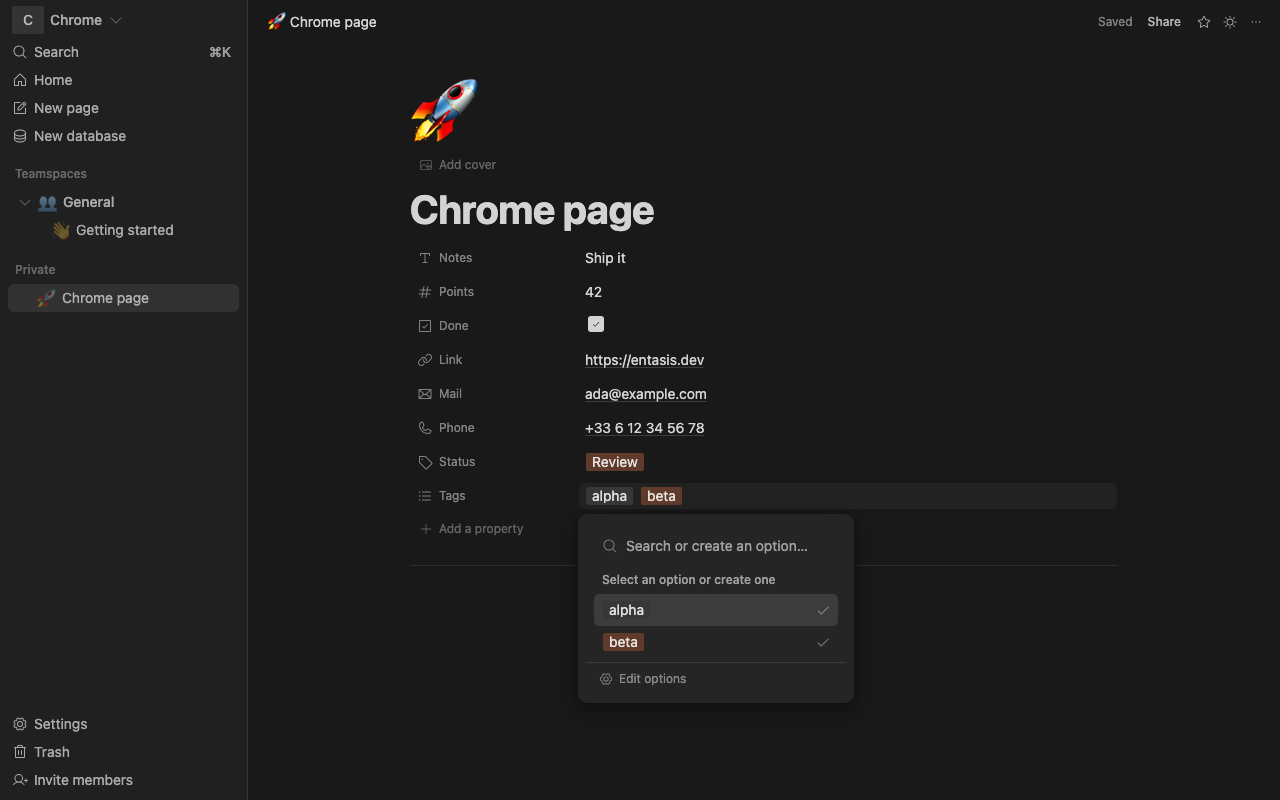 C Chrome
Search ⌘K
Home
New page
New database
Teamspaces
General
Getting started
Private
Chrome page
Settings
Trash
Invite members
Chrome page
Saved Share
Add cover
Chrome page
Notes Ship it
Points 42
Done
Link https://entasis.dev
Mail ada@example.com
Phone +33 6 12 34 56 78
Status Review
Tags alpha beta
Add a property
Search or create an option...
Select an option or create one
alpha
beta
Edit options